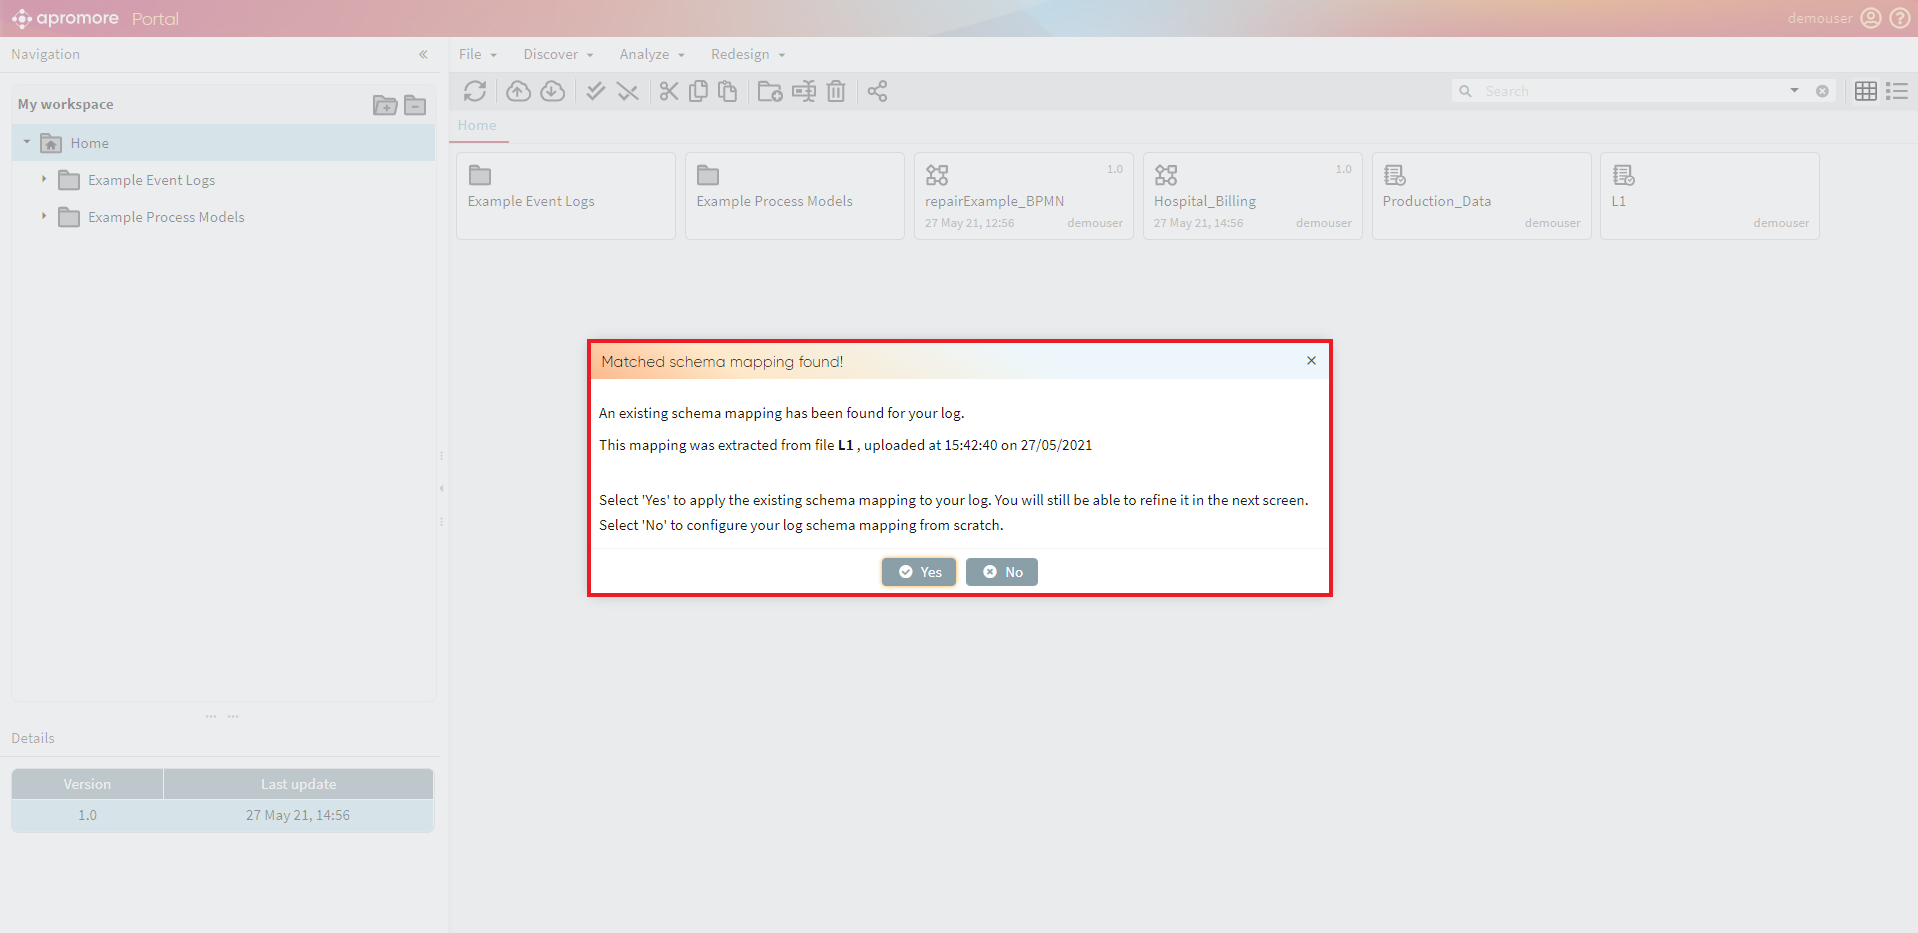 apromore Portal
demouser
Navigation
File
Discover
Analyze
Redesign
My workspace
Search
Home
Example Event Logs
Example Process Models
Home
Example Event Logs
Example Process Models
1.0
repairExample_BPMN
27 May 21, 12:56 demouser
1.0
Hospital_Billing
27 May 21, 14:56 demouser
Production_Data
demouser
L1
demouser
Matched schema mapping found!
An existing schema mapping has been found for your log.
This mapping was extracted from file L1 , uploaded at 15:42:40 on 27/05/2021
Select 'Yes' to apply the existing schema mapping to your log. You will still be able to refine it in the next screen.
Select 'No' to configure your log schema mapping from scratch.
Yes No
Details
Version Last update
1.0 27 May 21, 14:56